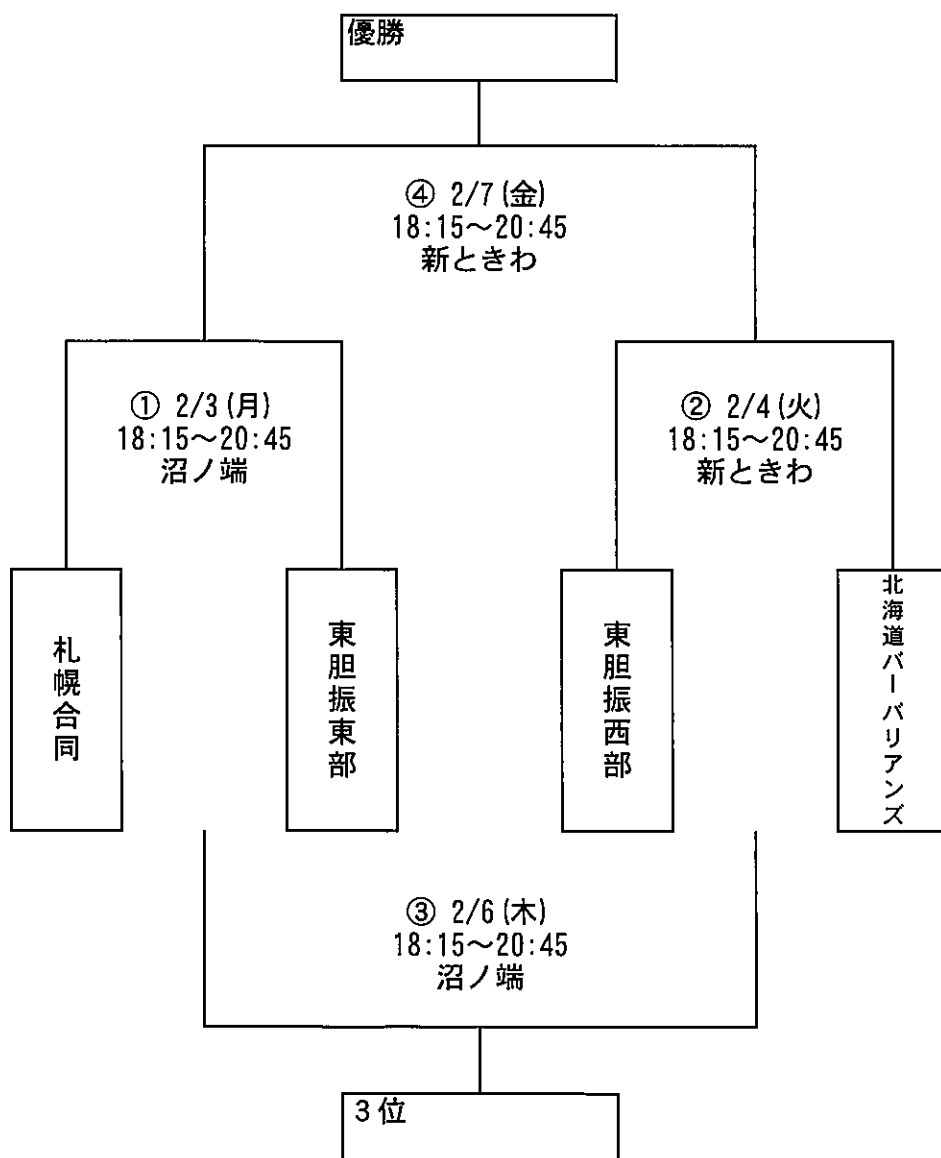 優勝
④ 2/7(金)
18:15～20:45
新ときわ
① 2/3(月)
18:15～20:45
沼ノ端
② 2/4(火)
18:15～20:45
新ときわ
札幌合同
東胆振東部
東胆振西部
北海道バーバリアンズ
③ 2/6(木)
18:15～20:45
沼ノ端
3位